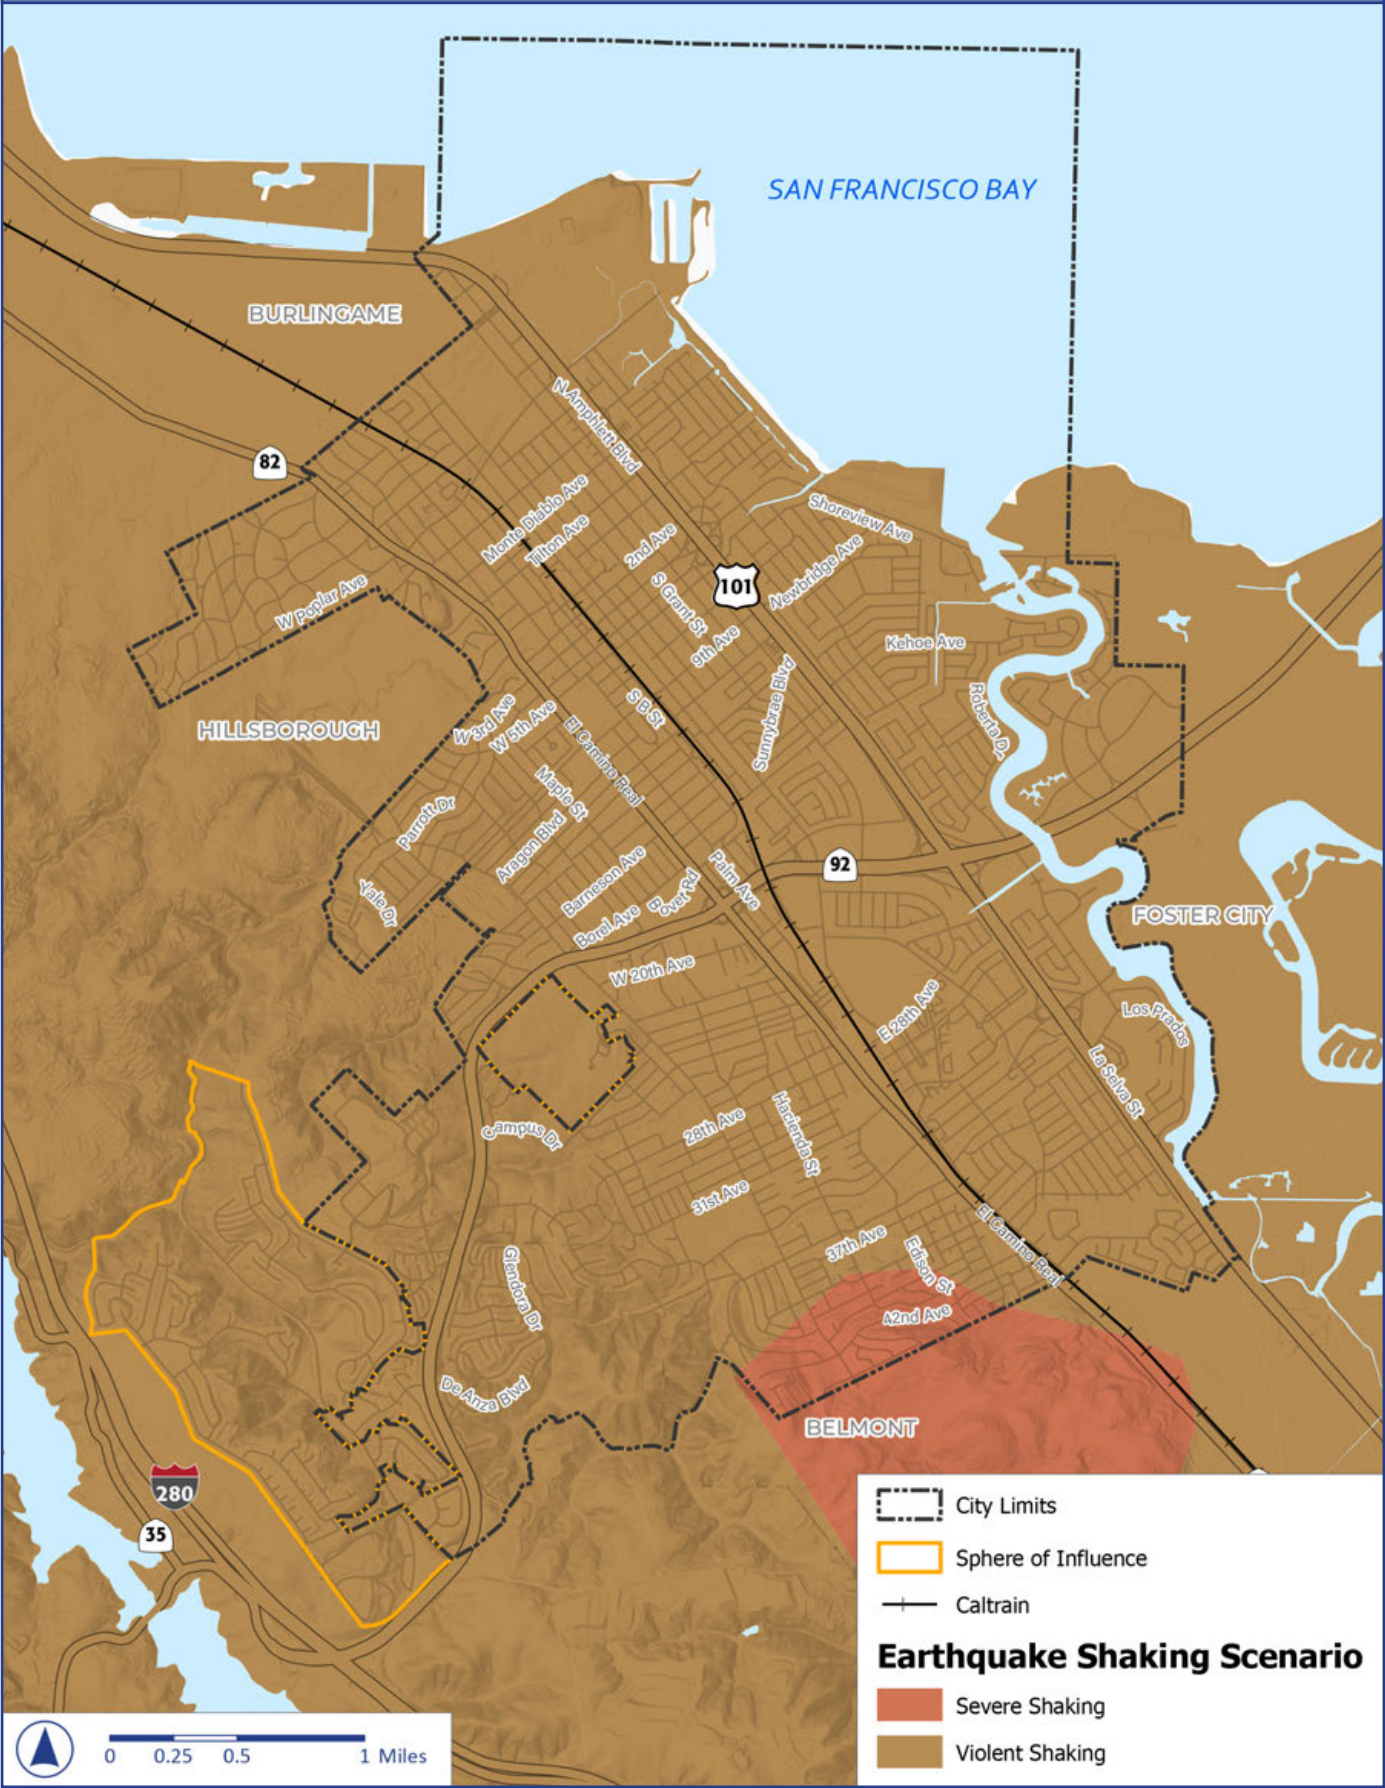 SAN FRANCISCO BAY
BURLINGAME
N Amphlett Blvd
82
Monte Diablo Ave
Tilton Ave
2nd Ave
Shoreview Ave
101
Newbridge Ave
W Poplar Ave
S Grant St
9th Ave
Kehoe Ave
Sunnybrae Blvd
Roberta Dr
HILLSBOROUGH
W 3rd Ave
W 5th Ave
S B St
El Camino Real
Maple St
Parrott Dr
Aragon Blvd
Barneson Ave
Bovet Rd
Palm Ave
92
Yale Dr
Borel Ave
FOSTER CITY
W 20th Ave
E 28th Ave
Los Prados
La Selva St
Campus Dr
28th Ave
Hacienda St
31st Ave
37th Ave
Edison St
El Camino Real
Glendora Dr
42nd Ave
De Anza Blvd
BELMONT
280
35
City Limits
Sphere of Influence
Caltrain
Earthquake Shaking Scenario
Severe Shaking
Violent Shaking
0 0.25 0.5 1 Miles